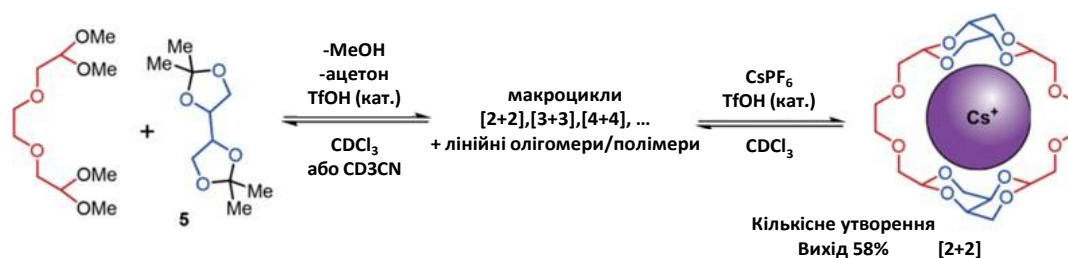 OMe
OMe
O
O
OMe
OMe
+
Me
Me
O
O
O
O
Me
Me
5
-MeOH
-ацетон
TfOH (кат.)
CDCl3
або CD3CN
макроцикли
[2+2],[3+3],[4+4], ...
+ лінійні олігомери/полімери
CsPF6
TfOH (кат.)
CDCl3
O
O
O
O
O
O
Cs+
O
O
O
O
O
O
Кількісне утворення
Вихід 58% [2+2]